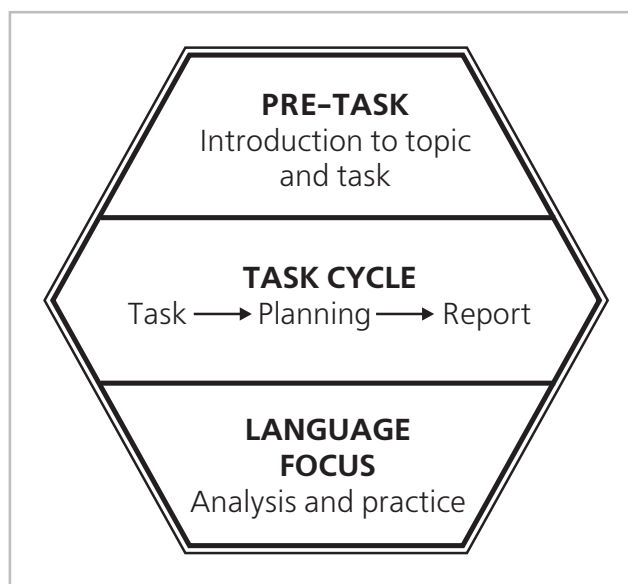 PRE–TASK
Introduction to topic
and task
TASK CYCLE
Task → Planning → Report
LANGUAGE
FOCUS
Analysis and practice